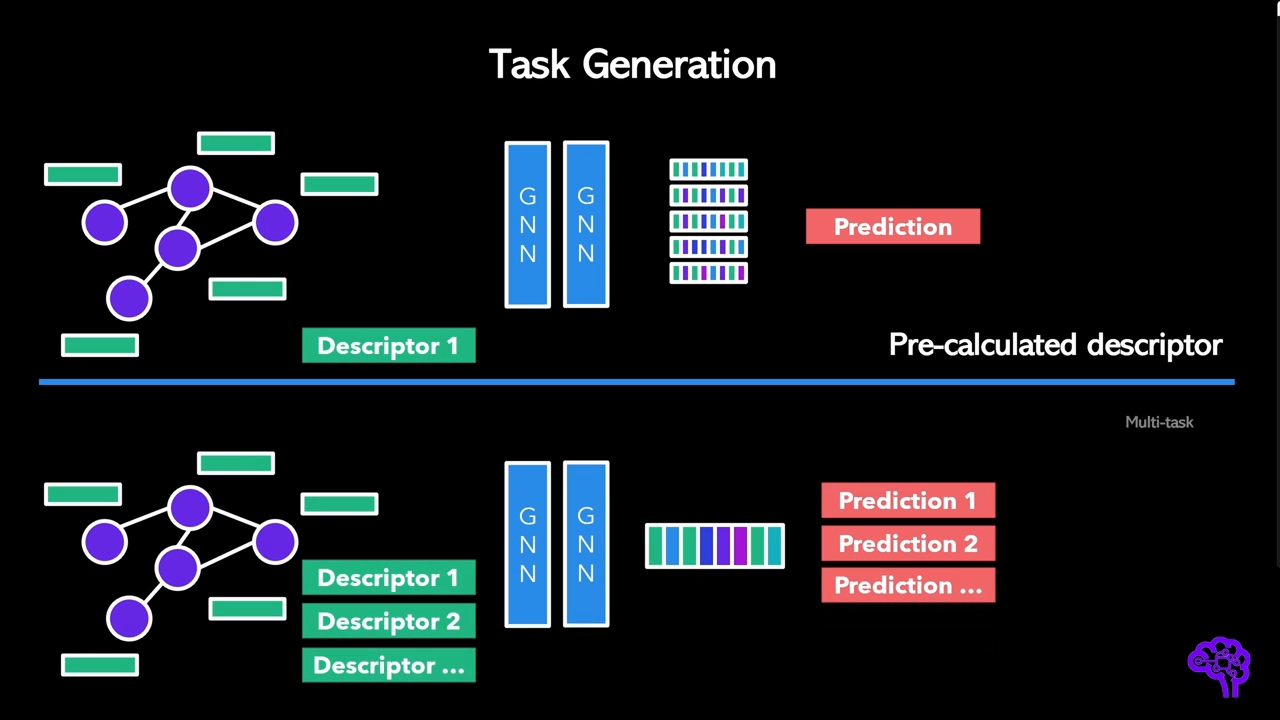 Task Generation
G
N
N
G
N
N
Prediction
Descriptor 1
Pre-calculated descriptor
Multi-task
G
N
N
G
N
N
Prediction 1
Prediction 2
Prediction ...
Descriptor 1
Descriptor 2
Descriptor ...